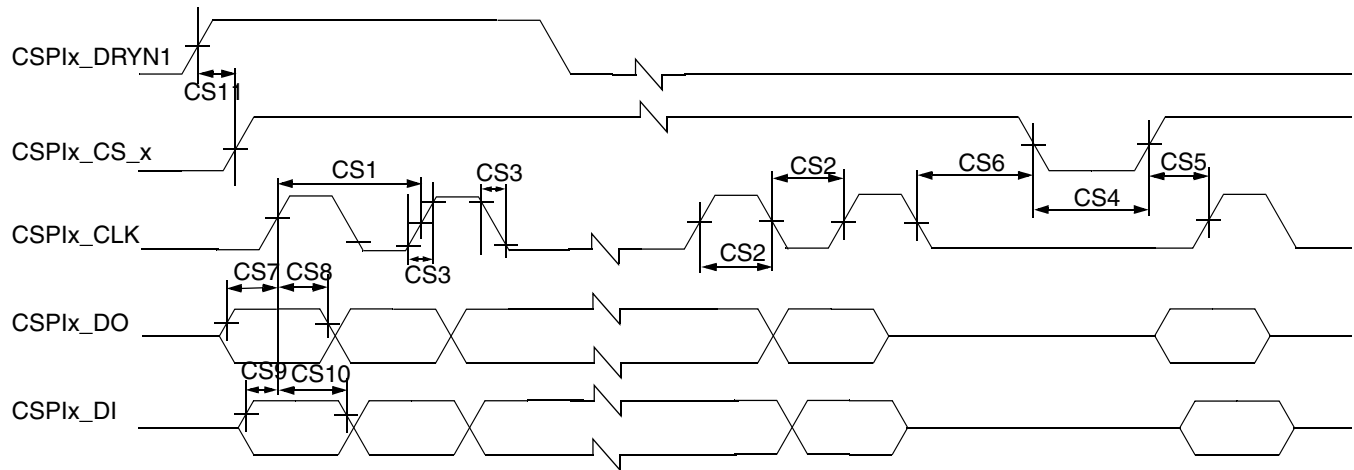 CSPIx_DRYN1
CS11
CSPIx_CS_x
CS1
CS3
CS2
CS6
CS5
CS4
CSPIx_CLK
CS3
CS2
CS7
CS8
CSPIx_DO
CS9
CS10
CSPIx_DI